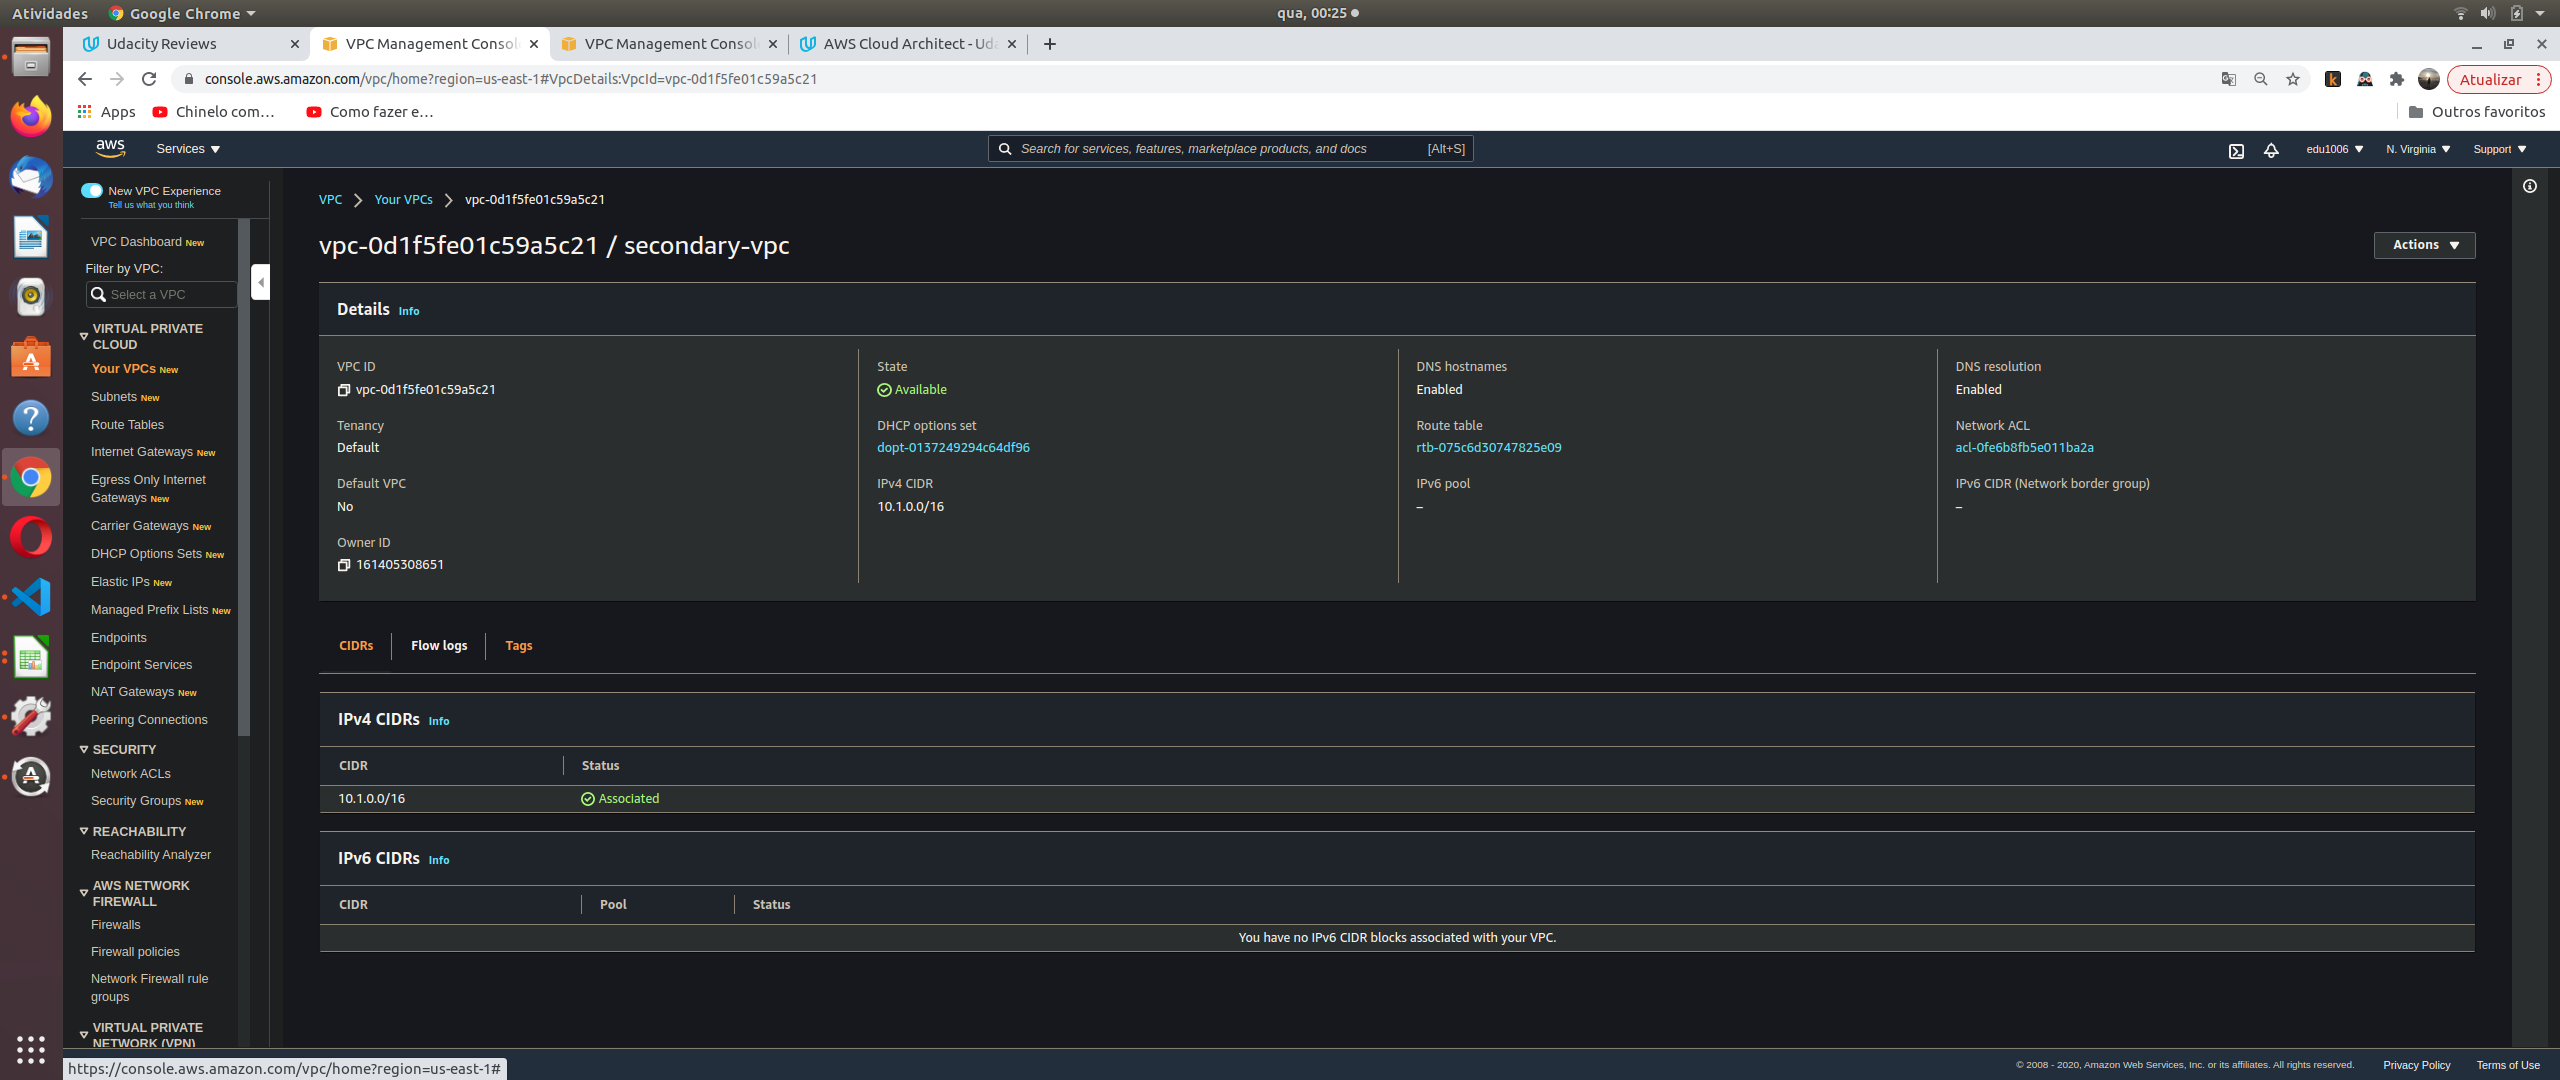 Atividades
Google Chrome
qua, 00:25
Udacity Reviews
VPC Management Consol
VPC Management Consol
AWS Cloud Architect - Uda
console.aws.amazon.com/vpc/home?region=us-east-1#VpcDetails:VpcId=vpc-0d1f5fe01c59a5c21
Atualizar
Apps
Chinelo com…
Como fazer e…
Outros favoritos
aws
Services
Search for services, features, marketplace products, and docs
[Alt+S]
edu1006
N. Virginia
Support
New VPC Experience
Tell us what you think
VPC Dashboard New
Filter by VPC:
Select a VPC
VIRTUAL PRIVATE
CLOUD
Your VPCs New
Subnets New
Route Tables
Internet Gateways New
Egress Only Internet
Gateways New
Carrier Gateways New
DHCP Options Sets New
Elastic IPs New
Managed Prefix Lists New
Endpoints
Endpoint Services
NAT Gateways New
Peering Connections
SECURITY
Network ACLs
Security Groups New
REACHABILITY
Reachability Analyzer
AWS NETWORK
FIREWALL
Firewalls
Firewall policies
Network Firewall rule
groups
VIRTUAL PRIVATE
NETWORK (VPN)
VPC
Your VPCs
vpc-0d1f5fe01c59a5c21
vpc-0d1f5fe01c59a5c21 / secondary-vpc
Actions
Details Info
VPC ID
vpc-0d1f5fe01c59a5c21
State
Available
DNS hostnames
Enabled
DNS resolution
Enabled
Tenancy
Default
DHCP options set
dopt-0137249294c64df96
Route table
rtb-075c6d30747825e09
Network ACL
acl-0fe6b8fb5e011ba2a
Default VPC
No
IPv4 CIDR
10.1.0.0/16
IPv6 pool
–
IPv6 CIDR (Network border group)
–
Owner ID
161405308651
CIDRs
Flow logs
Tags
IPv4 CIDRs Info
CIDR
Status
10.1.0.0/16
Associated
IPv6 CIDRs Info
CIDR
Pool
Status
You have no IPv6 CIDR blocks associated with your VPC.
https://console.aws.amazon.com/vpc/home?region=us-east-1#
© 2008 - 2020, Amazon Web Services, Inc. or its affiliates. All rights reserved.
Privacy Policy
Terms of Use